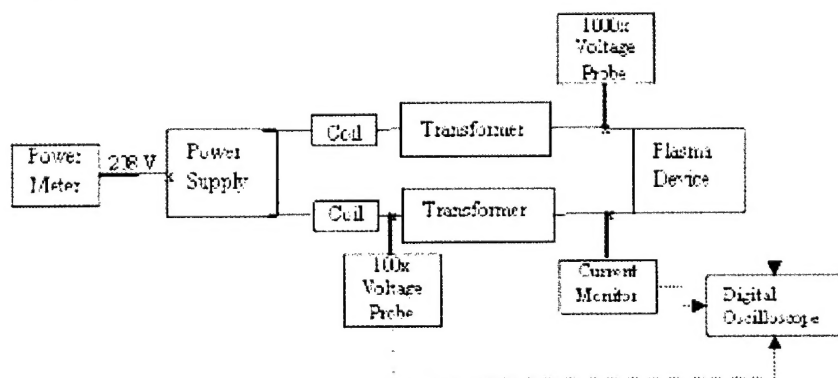 1000x
Voltage
Probe
Coil
Transformer
Power
Meter
208 V
Power
Supply
Plasma
Device
Coil
Transformer
100x
Voltage
Probe
Current
Monitor
Digital
Oscilloscope